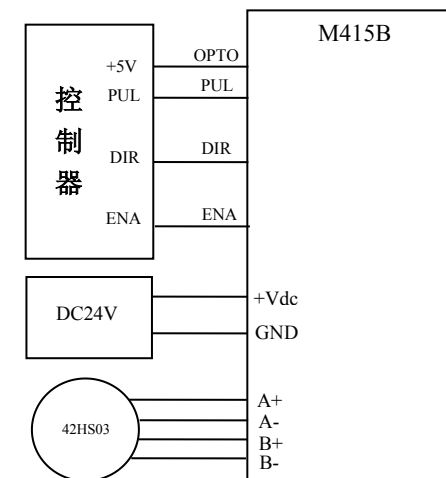 M415B
控制器
+5V
PUL
DIR
ENA
OPTO
PUL
DIR
ENA
DC24V
+Vdc
GND
42HS03
A+
A-
B+
B-